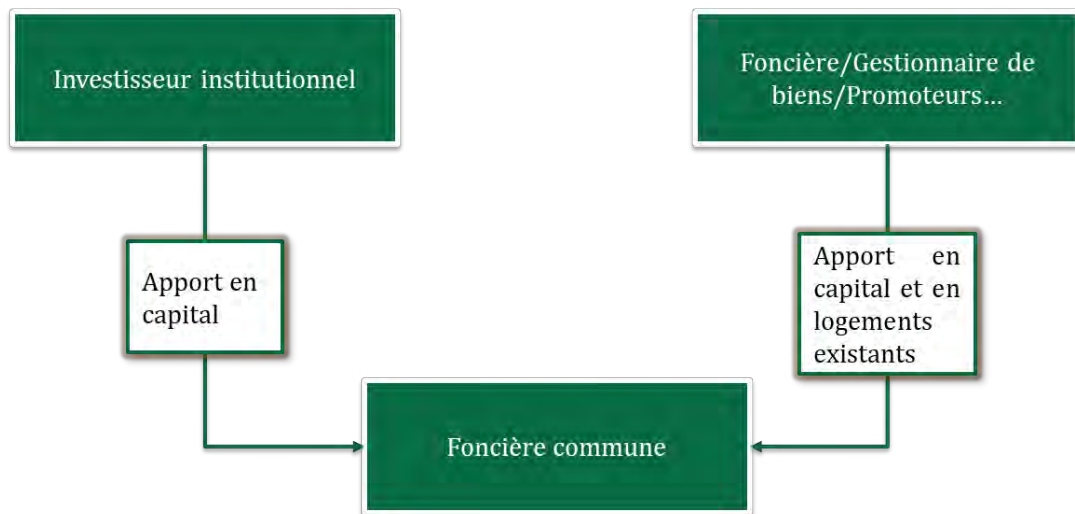 Investisseur institutionnel
Foncière/Gestionnaire de
biens/Promoteurs…
Apport en
capital
Apport en
capital et en
logements
existants
Foncière commune